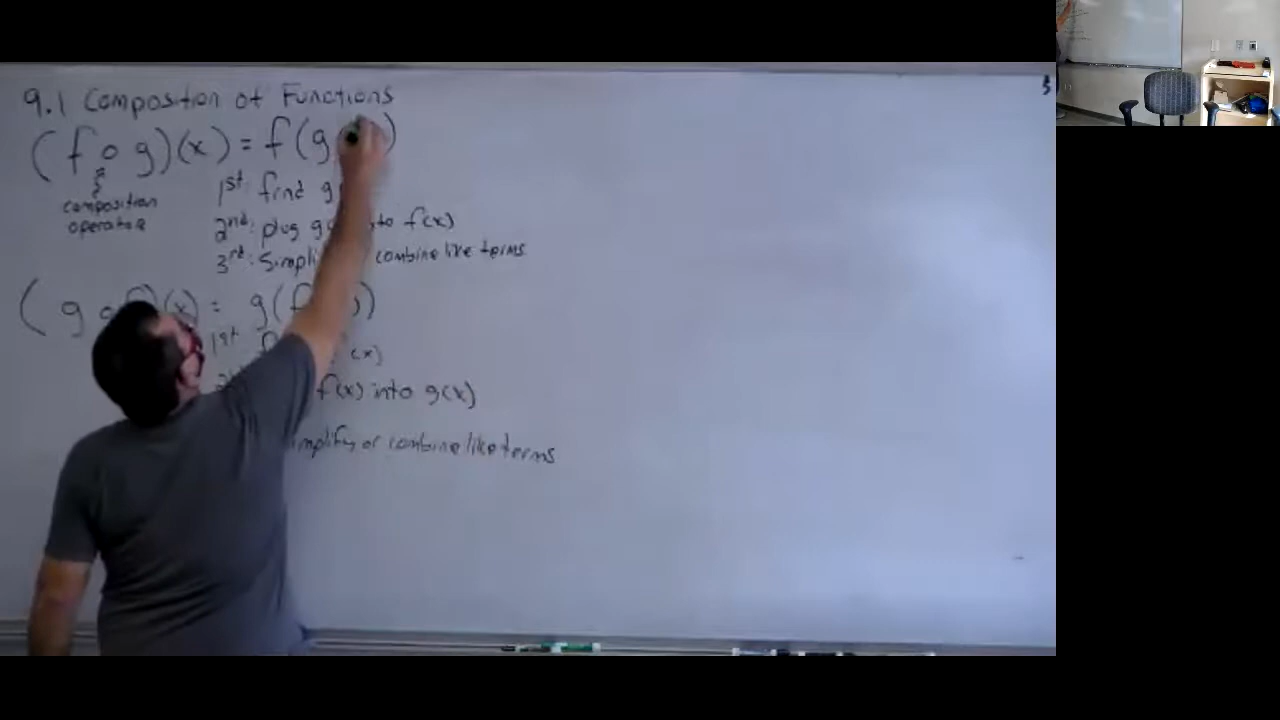 9.1 Composition of Functions
(f o g)(x) = f(g )
composition
operator
1st: find g
2nd: plug g to f(x)
3rd: Simpli combine like terms
(g o )(x) = g(f )
1st (x)
f(x) into g(x)
implify or combine like terms